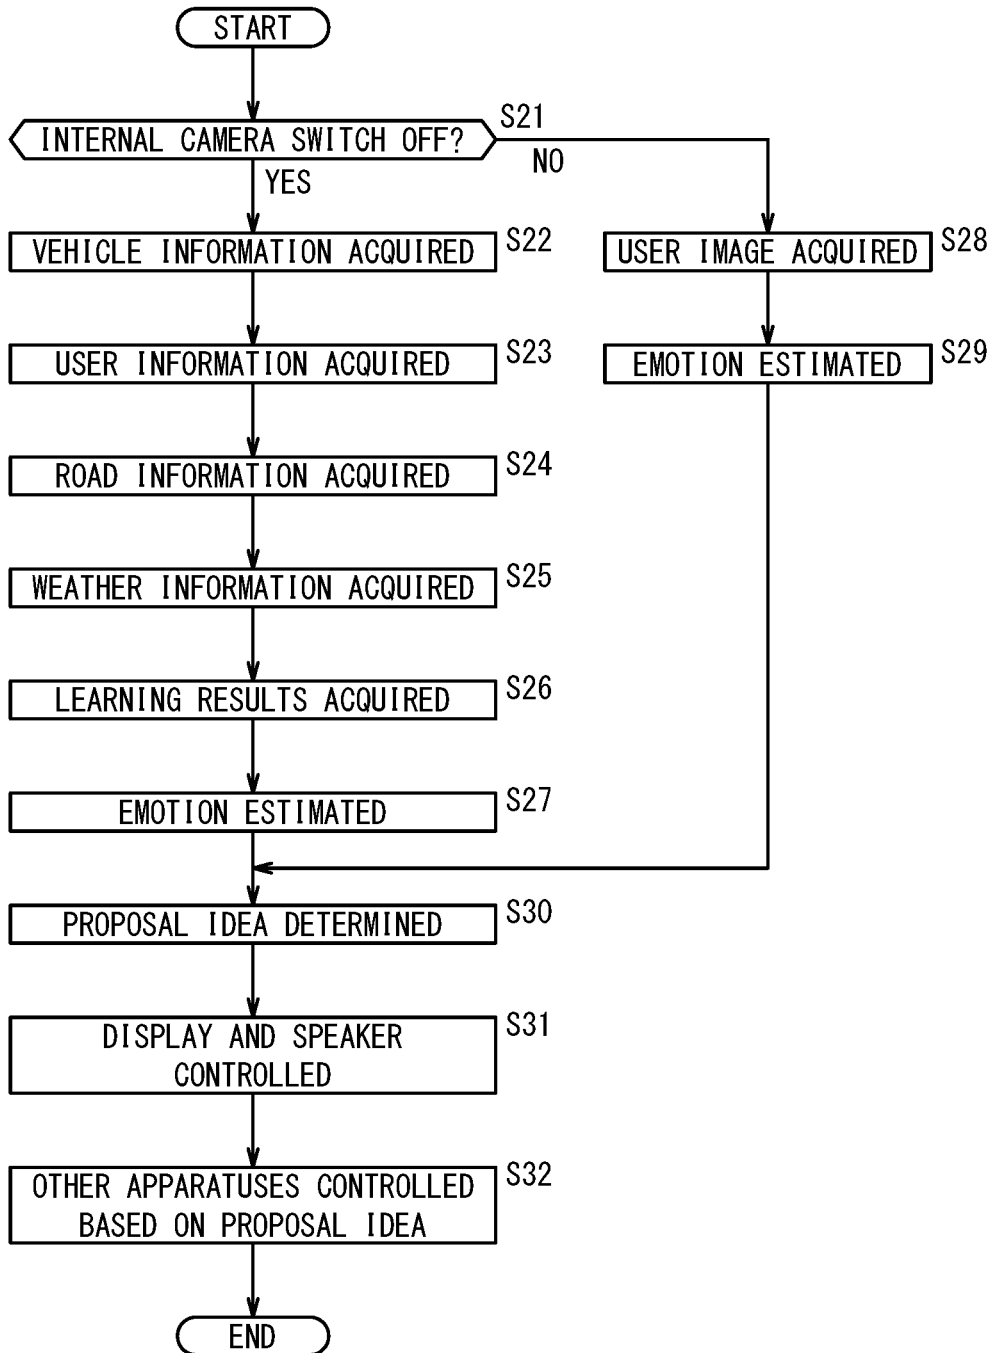 START
INTERNAL CAMERA SWITCH OFF?
S21
NO
YES
VEHICLE INFORMATION ACQUIRED
S22
USER IMAGE ACQUIRED
S28
USER INFORMATION ACQUIRED
S23
EMOTION ESTIMATED
S29
ROAD INFORMATION ACQUIRED
S24
WEATHER INFORMATION ACQUIRED
S25
LEARNING RESULTS ACQUIRED
S26
EMOTION ESTIMATED
S27
PROPOSAL IDEA DETERMINED
S30
DISPLAY AND SPEAKER
CONTROLLED
S31
OTHER APPARATUSES CONTROLLED
BASED ON PROPOSAL IDEA
S32
END